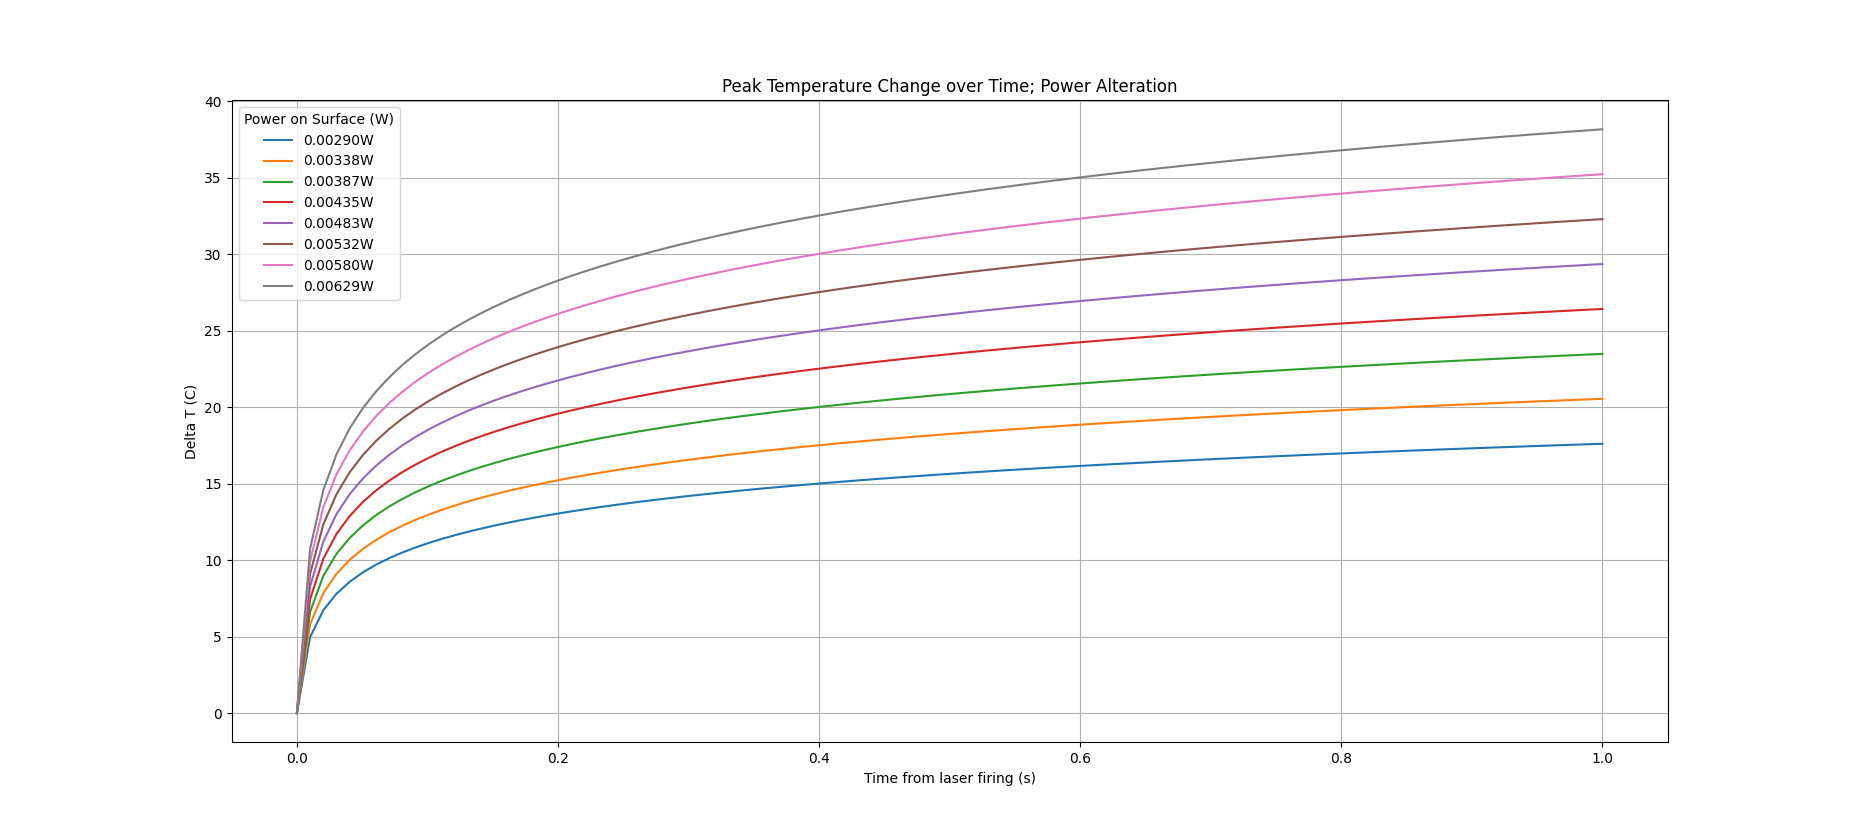 Peak Temperature Change over Time; Power Alteration
Power on Surface (W)
0.00290W
0.00338W
0.00387W
0.00435W
0.00483W
0.00532W
0.00580W
0.00629W
Delta T (C)
40
35
30
25
20
15
10
5
0
0.0 0.2 0.4 0.6 0.8 1.0
Time from laser firing (s)